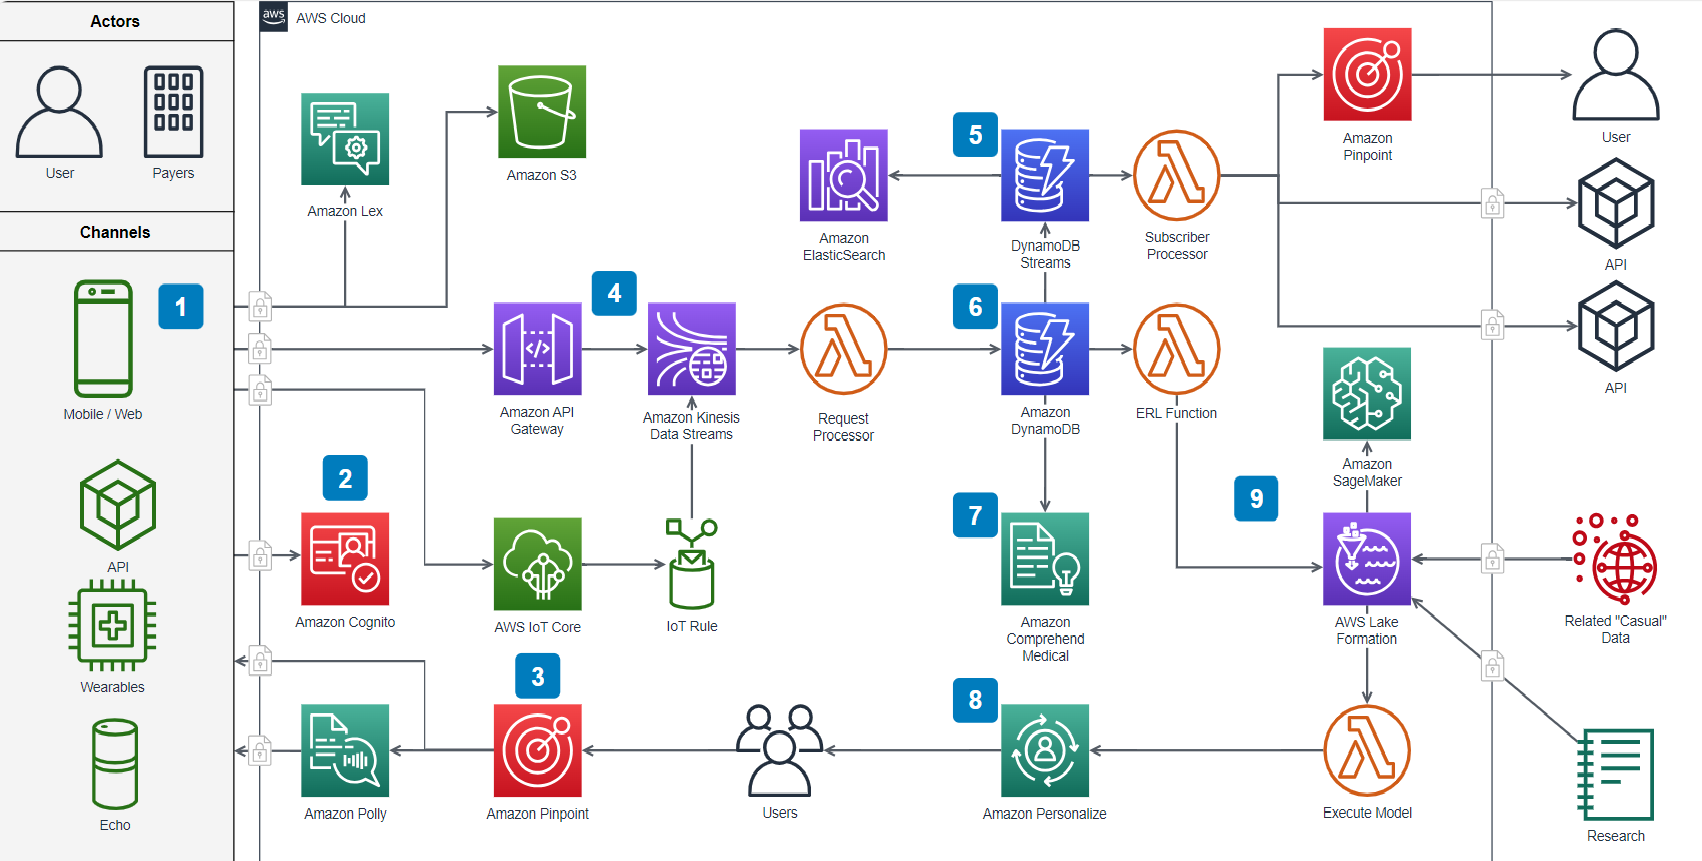 Actors
User
Payers
Channels
1
Mobile / Web
API
Wearables
Echo
aws
AWS Cloud
Amazon Lex
Amazon S3
Amazon
ElasticSearch
5
DynamoDB
Streams
Subscriber
Processor
Amazon
Pinpoint
User
API
API
4
Amazon API
Gateway
Amazon Kinesis
Data Streams
Request
Processor
6
Amazon
DynamoDB
ERL Function
Amazon
SageMaker
2
Amazon Cognito
AWS IoT Core
IoT Rule
7
Amazon
Comprehend
Medical
9
AWS Lake
Formation
Related "Casual"
Data
3
Amazon Polly
Amazon Pinpoint
Users
8
Amazon Personalize
Execute Model
Research